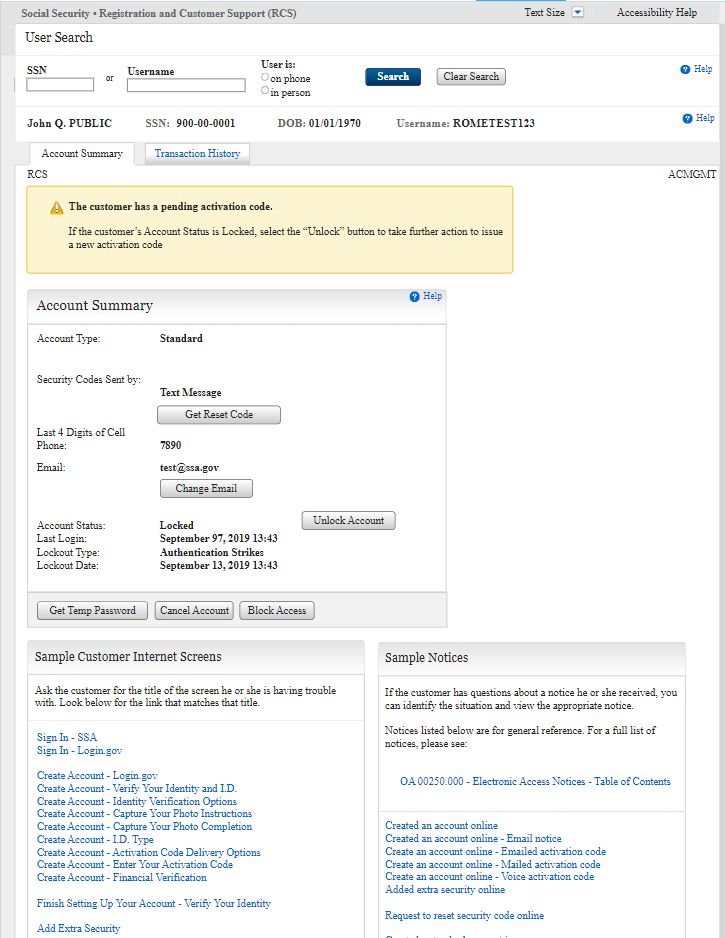 Social Security • Registration and Customer Support (RCS)
Text Size
Accessibility Help
User Search
SSN
or
Username
User is:
on phone
in person
Search
Clear Search
Help
John Q. PUBLIC
SSN: 900-00-0001
DOB: 01/01/1970
Username: ROMETEST123
Help
Account Summary
Transaction History
RCS
ACMGMT
The customer has a pending activation code.
If the customer's Account Status is Locked, select the “Unlock” button to take further action to issue
a new activation code
Account Summary
Help
Account Type: Standard
Security Codes Sent by:
Text Message
Get Reset Code
Last 4 Digits of Cell
Phone: 7890
Email: test@ssa.gov
Change Email
Unlock Account
Account Status: Locked
Last Login: September 97, 2019 13:43
Lockout Type: Authentication Strikes
Lockout Date: September 13, 2019 13:43
Get Temp Password
Cancel Account
Block Access
Sample Customer Internet Screens
Ask the customer for the title of the screen he or she is having trouble
with. Look below for the link that matches that title.
Sign In - SSA
Sign In - Login.gov
Create Account - Login.gov
Create Account - Verify Your Identity and I.D.
Create Account - Identity Verification Options
Create Account - Capture Your Photo Instructions
Create Account - Capture Your Photo Completion
Create Account - I.D. Type
Create Account - Activation Code Delivery Options
Create Account - Enter Your Activation Code
Create Account - Financial Verification
Finish Setting Up Your Account - Verify Your Identity
Add Extra Security
Sample Notices
If the customer has questions about a notice he or she received, you
can identify the situation and view the appropriate notice.
Notices listed below are for general reference. For a full list of
notices, please see:
OA 00250.000 - Electronic Access Notices - Table of Contents
Created an account online
Created an account online - Email notice
Create an account online - Emailed activation code
Create an account online - Mailed activation code
Create an account online - Voice activation code
Added extra security online
Request to reset security code online